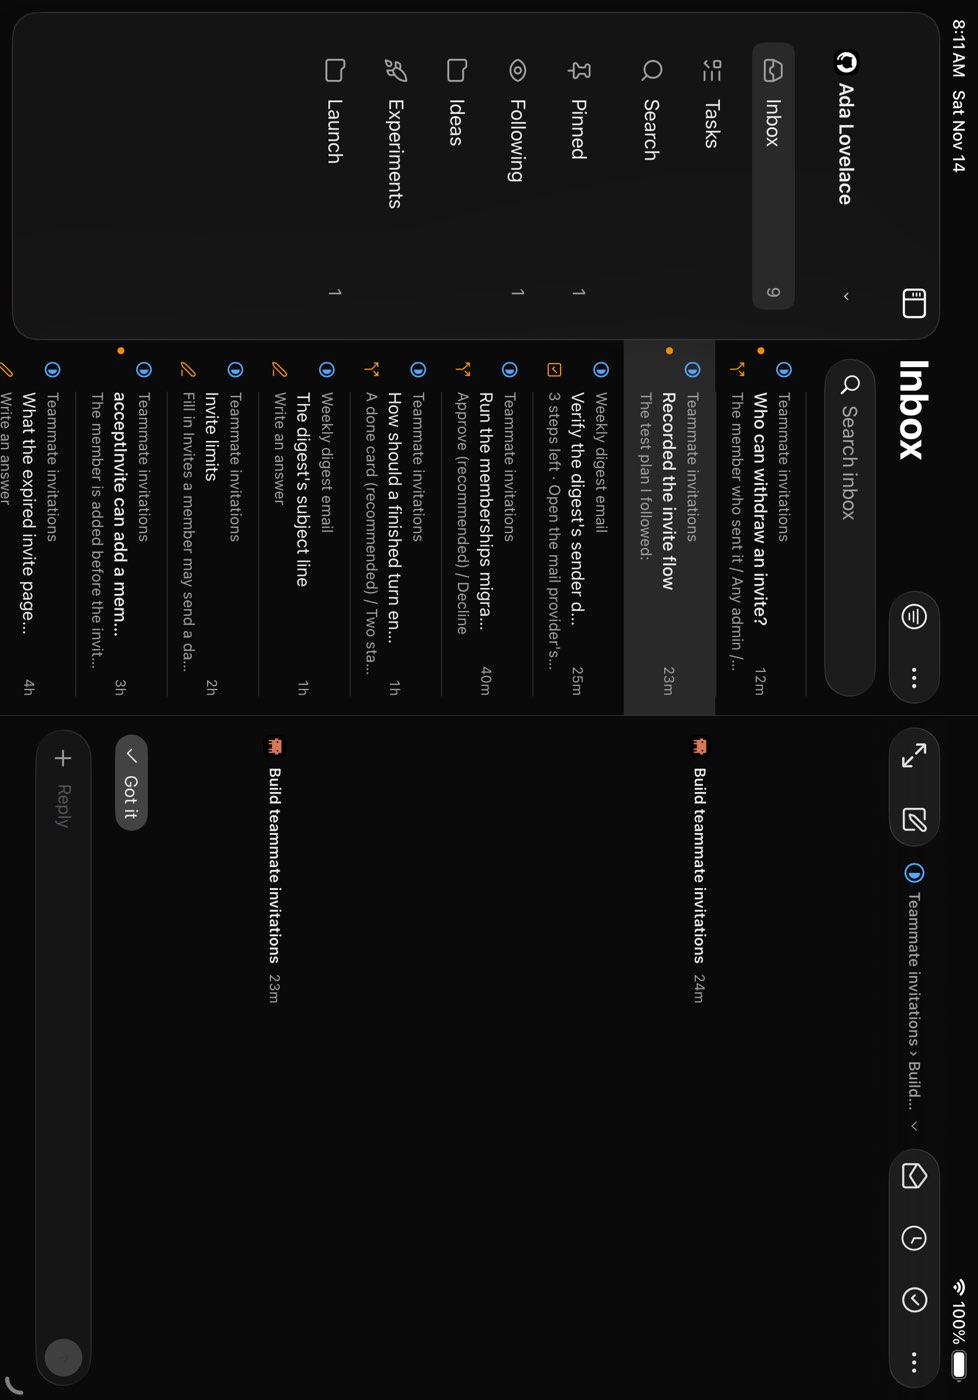 8:11 AM Sat Nov 14
100%
Ada Lovelace
Inbox 9
Tasks
Search
Pinned 1
Following 1
Ideas
Experiments
Launch 1
Inbox
Search inbox
Teammate invitations
Who can withdraw an invite? 12m
The member who sent it / Any admin /...
Teammate invitations
Recorded the invite flow 23m
The test plan I followed:
Weekly digest email
Verify the digest's sender d... 25m
3 steps left · Open the mail provider's...
Teammate invitations
Run the memberships migra... 40m
Approve (recommended) / Decline
Teammate invitations
How should a finished turn en... 1h
A done card (recommended) / Two sta...
Weekly digest email
The digest's subject line 1h
Write an answer
Teammate invitations
Invite limits 2h
Fill in Invites a member may send a da...
Teammate invitations
acceptInvite can add a mem... 3h
The member is added before the invit...
Teammate invitations
What the expired invite page... 4h
Write an answer
Teammate invitations › Build...
Build teammate invitations 24m
Build teammate invitations 23m
Got it
Reply